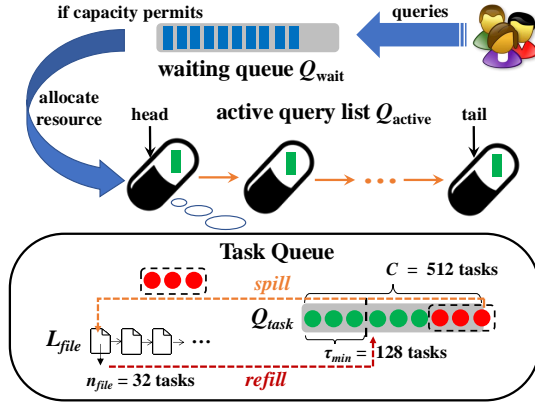 if capacity permits
queries
waiting queue Q_wait
allocate
resource
head
active query list Q_active
tail
Task Queue
C = 512 tasks
spill
L_file
Q_task
...
τ_min = 128 tasks
n_file = 32 tasks
refill